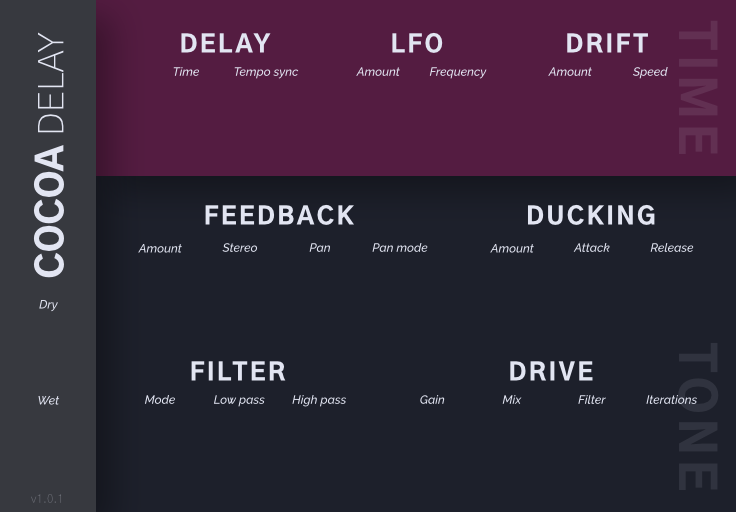 COCOA DELAY
Dry
Wet
v1.0.1
TIME
DELAY
Time Tempo sync
LFO
Amount Frequency
DRIFT
Amount Speed
TONE
FEEDBACK
Amount Stereo Pan Pan mode
DUCKING
Amount Attack Release
FILTER
Mode Low pass High pass
DRIVE
Gain Mix Filter Iterations